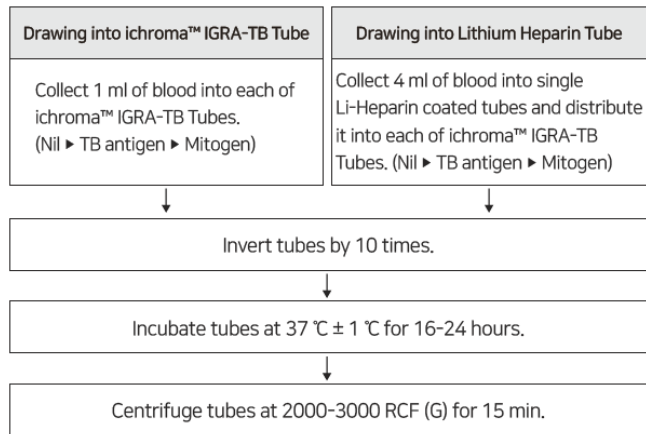 Drawing into ichroma™ IGRA-TB Tube
Collect 1 ml of blood into each of
ichroma™ IGRA-TB Tubes.
(Nil ▶ TB antigen ▶ Mitogen)
Drawing into Lithium Heparin Tube
Collect 4 ml of blood into single
Li-Heparin coated tubes and distribute
it into each of ichroma™ IGRA-TB
Tubes. (Nil ▶ TB antigen ▶ Mitogen)
Invert tubes by 10 times.
Incubate tubes at 37 ℃ ± 1 ℃ for 16-24 hours.
Centrifuge tubes at 2000-3000 RCF (G) for 15 min.